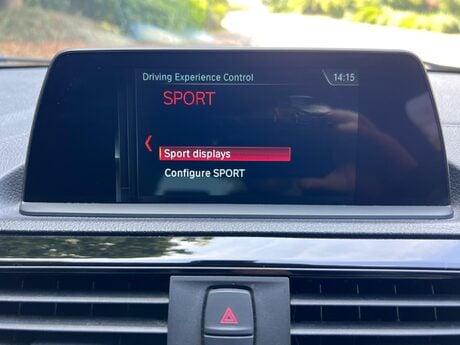 Driving Experience Control
14:15
SPORT
Sport displays
Configure SPORT